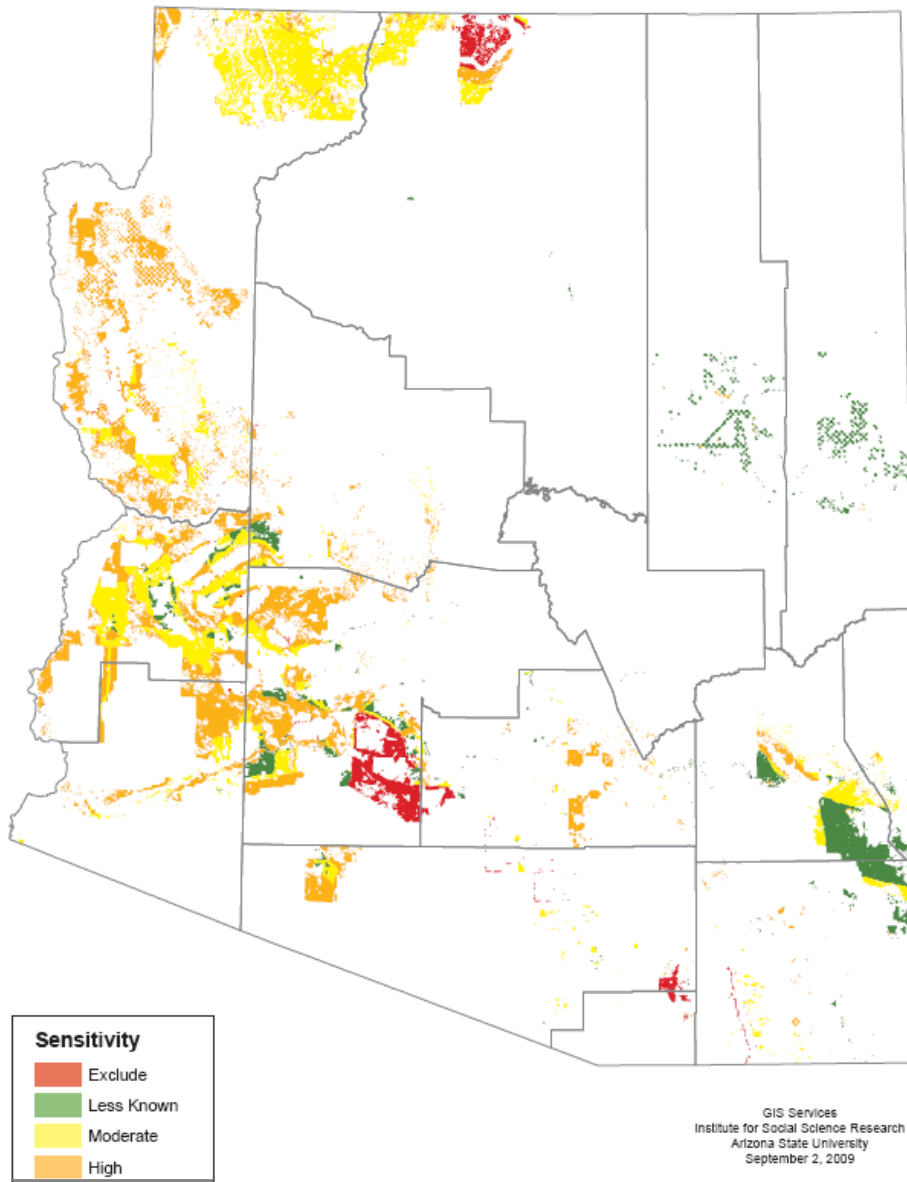 Sensitivity
Exclude
Less Known
Moderate
High
GIS Services
Institute for Social Science Research
Arizona State University
September 2, 2009